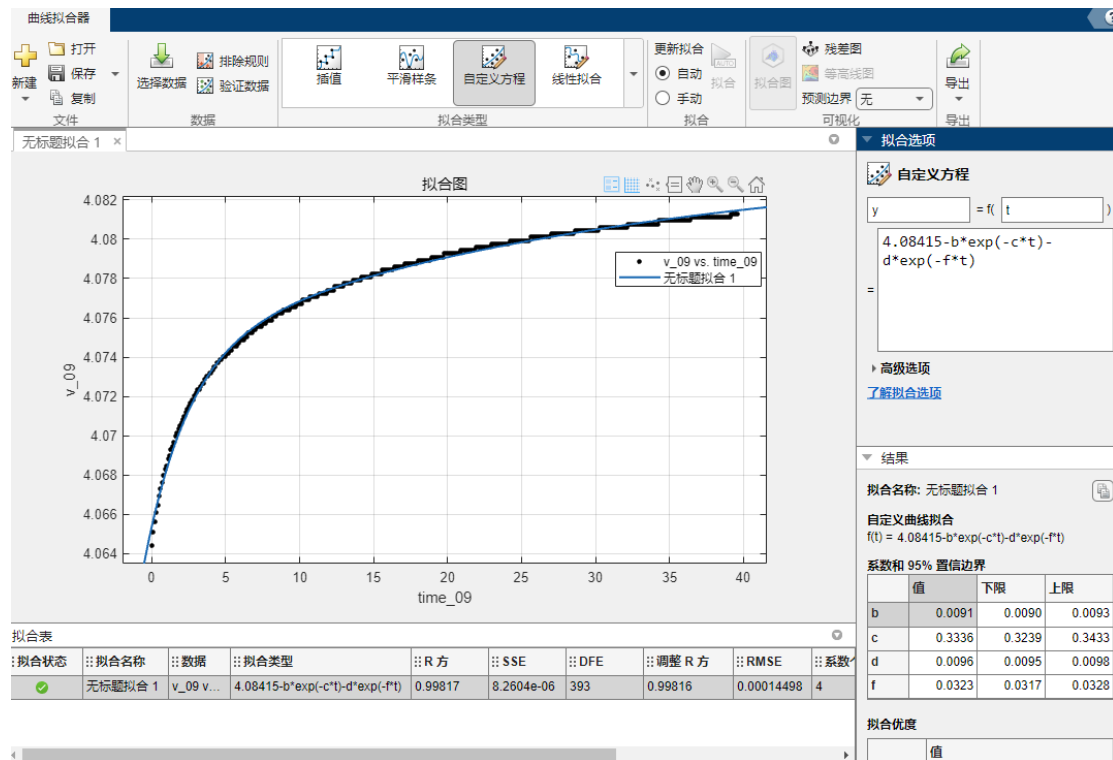 曲线拟合器
新建
打开
保存
复制
文件
选择数据
排除规则
验证数据
数据
插值
平滑样条
自定义方程
线性拟合
拟合类型
更新拟合
自动
手动
拟合
拟合
拟合图
残差图
等高线图
预测边界 无
可视化
导出
导出
无标题拟合 1 ×
拟合图
4.082
4.08
4.078
4.076
4.074
4.072
4.07
4.068
4.066
4.064
v_09
v_09 vs. time_09
无标题拟合 1
0 5 10 15 20 25 30 35 40
time_09
拟合表
拟合状态 拟合名称 数据 拟合类型 R 方 SSE DFE 调整 R 方 RMSE 系数
无标题拟合 1 v_09 v... 4.08415-b*exp(-c*t)-d*exp(-f*t) 0.99817 8.2604e-06 393 0.99816 0.00014498 4
拟合选项
自定义方程
y = f( t )
= 4.08415-b*exp(-c*t)-
d*exp(-f*t)
高级选项
了解拟合选项
结果
拟合名称: 无标题拟合 1
自定义曲线拟合
f(t) = 4.08415-b*exp(-c*t)-d*exp(-f*t)
系数和 95% 置信边界
值 下限 上限
b 0.0091 0.0090 0.0093
c 0.3336 0.3239 0.3433
d 0.0096 0.0095 0.0098
f 0.0323 0.0317 0.0328
拟合优度
值